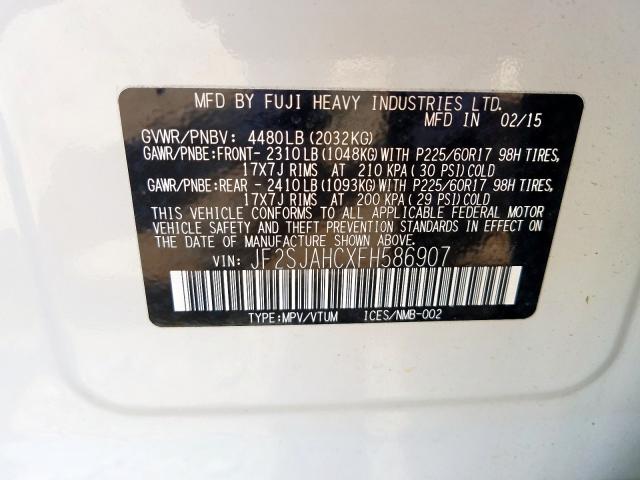 MFD BY FUJI HEAVY INDUSTRIES LTD.
MFD IN 02/15
GVWR/PNBV: 4480LB(2032KG)
GAWR/PNBE:FRONT- 2310LB(1048KG)WITH P225/60R17 98H TIRES,
17X7J RIMS AT 210 KPA(30 PSI)COLD
GAWR/PNBE:REAR - 2410LB(1093KG)WITH P225/60R17 98H TIRES,
17X7J RIMS AT 200 KPA(29 PSI)COLD
THIS VEHICLE CONFORMS TO ALL APPLICABLE FEDERAL MOTOR
VEHICLE SAFETY AND THEFT PREVENTION STANDARDS IN EFFECT ON
THE DATE OF MANUFACTURE SHOWN ABOVE.
VIN: JF2SJAHCXFH586907
TYPE:MPV/VTUM ICES/NMB-002